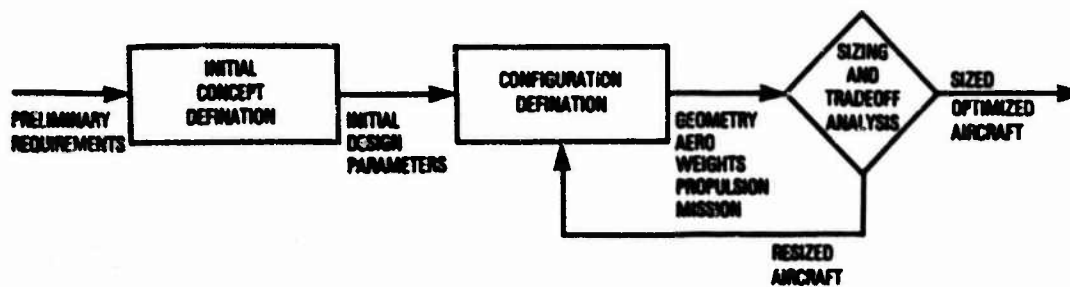 INITIAL
CONCEPT
DEFINATION
CONFIGURATION
DEFINATION
SIZING
AND
TRADEOFF
ANALYSIS
PRELIMINARY
REQUIREMENTS
INITIAL
DESIGN
PARAMETERS
GEOMETRY
AERO
WEIGHTS
PROPULSION
MISSION
SIZED
OPTIMIZED
AIRCRAFT
RESIZED
AIRCRAFT